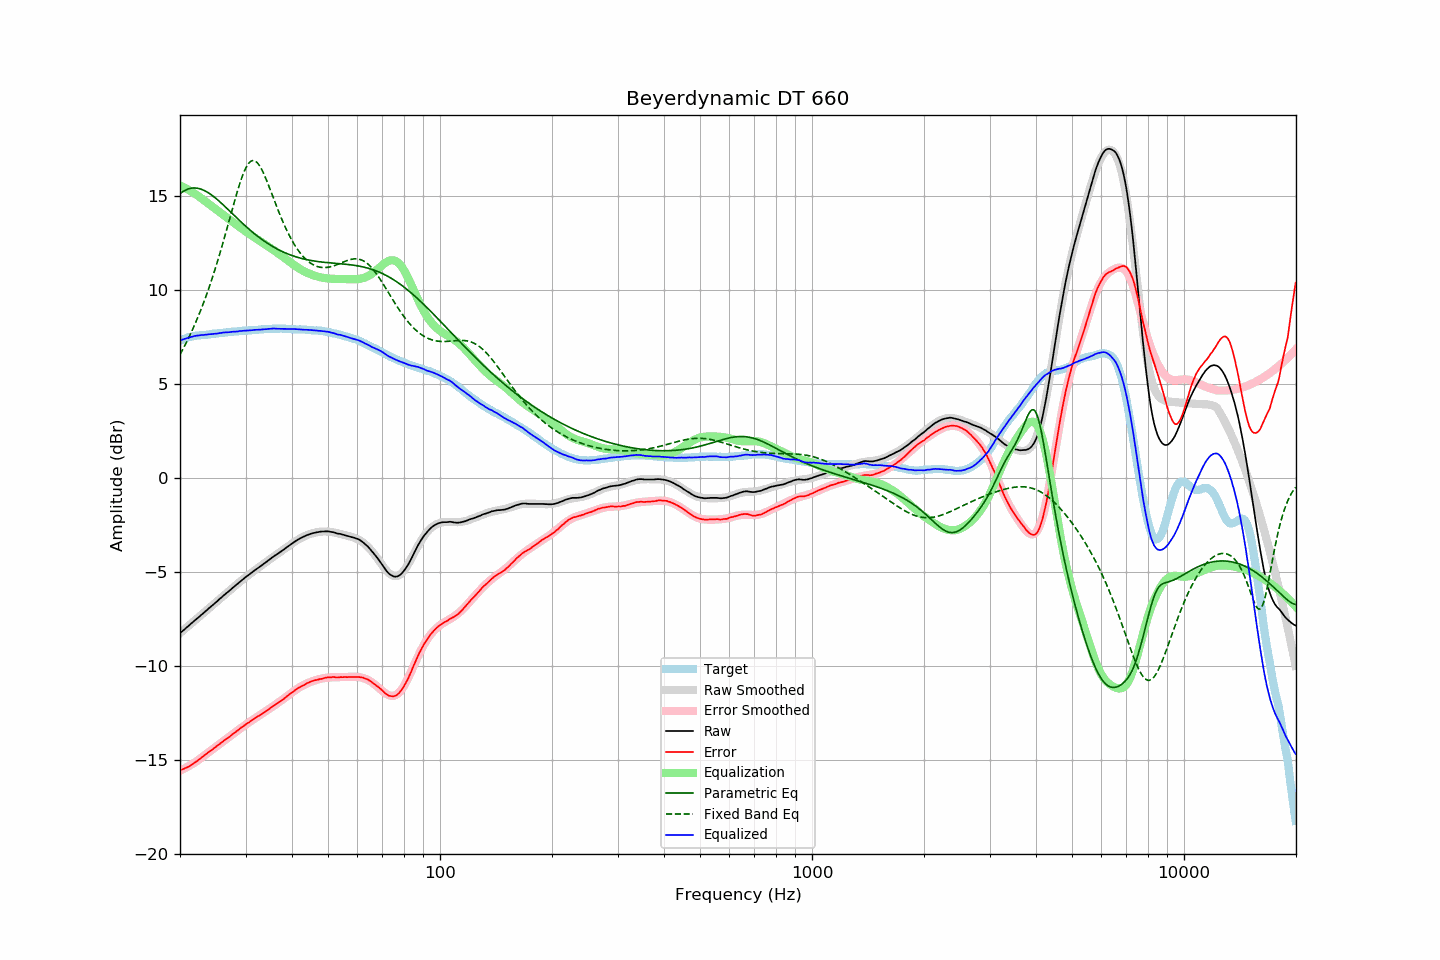 Beyerdynamic DT 660
Amplitude (dBr)
15
10
5
0
−5
−10
−15
−20
100
1000
10000
Frequency (Hz)
Target
Raw Smoothed
Error Smoothed
Raw
Error
Equalization
Parametric Eq
Fixed Band Eq
Equalized